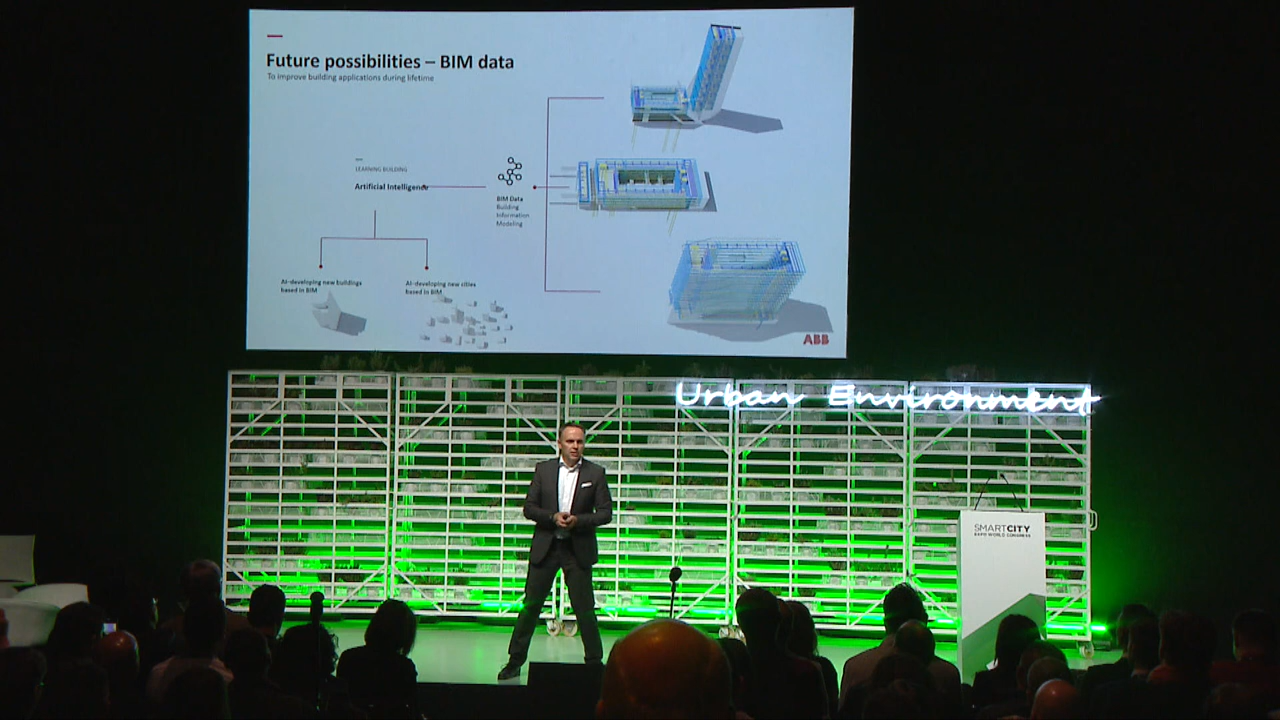 Future possibilities – BIM data
To improve building applications during lifetime
LEARNING BUILDING
Artificial Intelligence
BIM Data
Building
Information
Modeling
AI-developing new buildings
based in BIM
AI-developing new cities
based in BIM
ABB
Urban Environment
SMARTCITY
EXPO WORLD CONGRESS